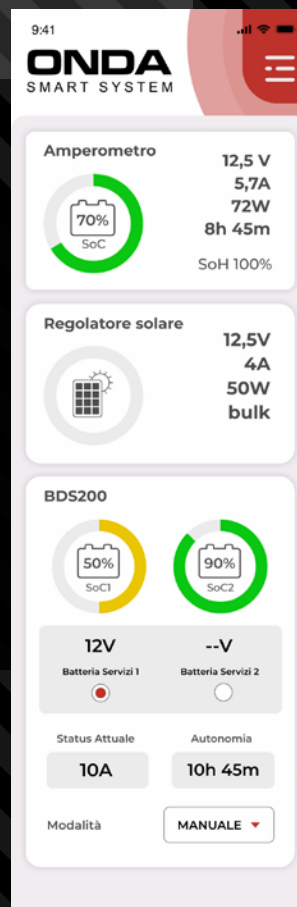 9:41
ONDA
SMART SYSTEM
Amperometro
70%
SoC
12,5 V
5,7A
72W
8h 45m
SoH 100%
Regolatore solare
12,5V
4A
50W
bulk
BDS200
50%
SoC1
90%
SoC2
12V
--V
Batteria Servizi 1
Batteria Servizi 2
Status Attuale
Autonomia
10A
10h 45m
Modalità
MANUALE